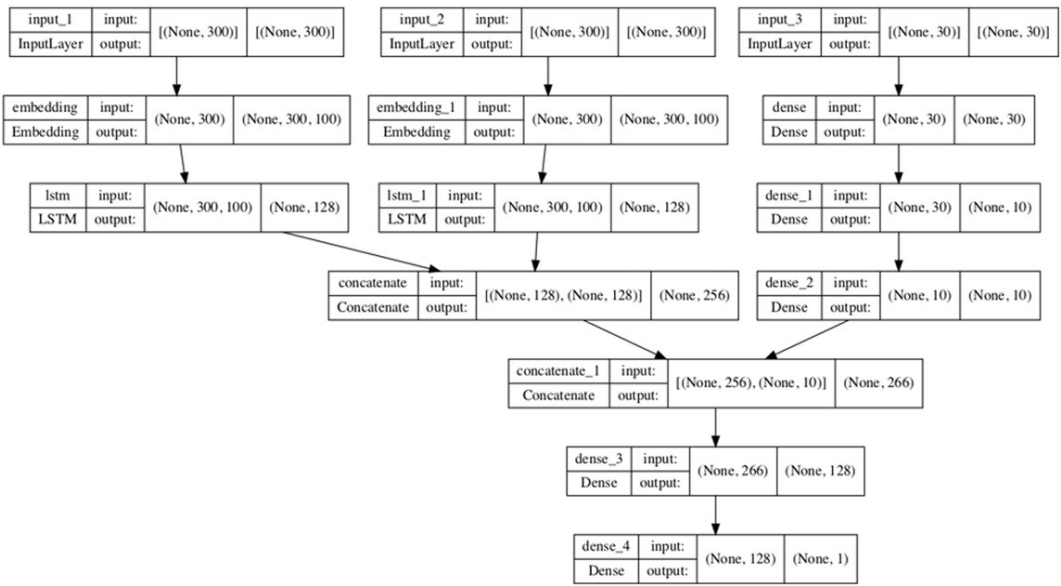 input_1 input: [(None, 300)] [(None, 300)]
InputLayer output:
input_2 input: [(None, 300)] [(None, 300)]
InputLayer output:
input_3 input: [(None, 30)] [(None, 30)]
InputLayer output:
embedding input: (None, 300) (None, 300, 100)
Embedding output:
embedding_1 input: (None, 300) (None, 300, 100)
Embedding output:
dense input: (None, 30) (None, 30)
Dense output:
lstm input: (None, 300, 100) (None, 128)
LSTM output:
lstm_1 input: (None, 300, 100) (None, 128)
LSTM output:
dense_1 input: (None, 30) (None, 10)
Dense output:
concatenate input: [(None, 128), (None, 128)] (None, 256)
Concatenate output:
dense_2 input: (None, 10) (None, 10)
Dense output:
concatenate_1 input: [(None, 256), (None, 10)] (None, 266)
Concatenate output:
dense_3 input: (None, 266) (None, 128)
Dense output:
dense_4 input: (None, 128) (None, 1)
Dense output: